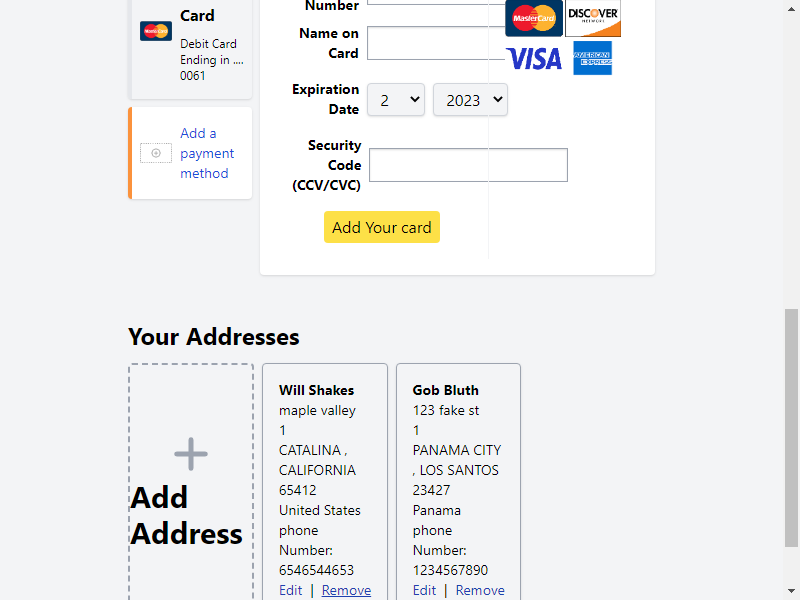 Card
Debit Card
Ending in ....
0061
Add a
payment
method
Number
Name on
Card
MasterCard
DISCOVER
NETWORK
VISA
AMERICAN
EXPRESS
Expiration
Date
2
2023
Security
Code
(CCV/CVC)
Add Your card
Your Addresses
Add
Address
Will Shakes
maple valley
1
CATALINA ,
CALIFORNIA
65412
United States
phone
Number:
6546544653
Edit | Remove
Gob Bluth
123 fake st
1
PANAMA CITY
, LOS SANTOS
23427
Panama
phone
Number:
1234567890
Edit | Remove